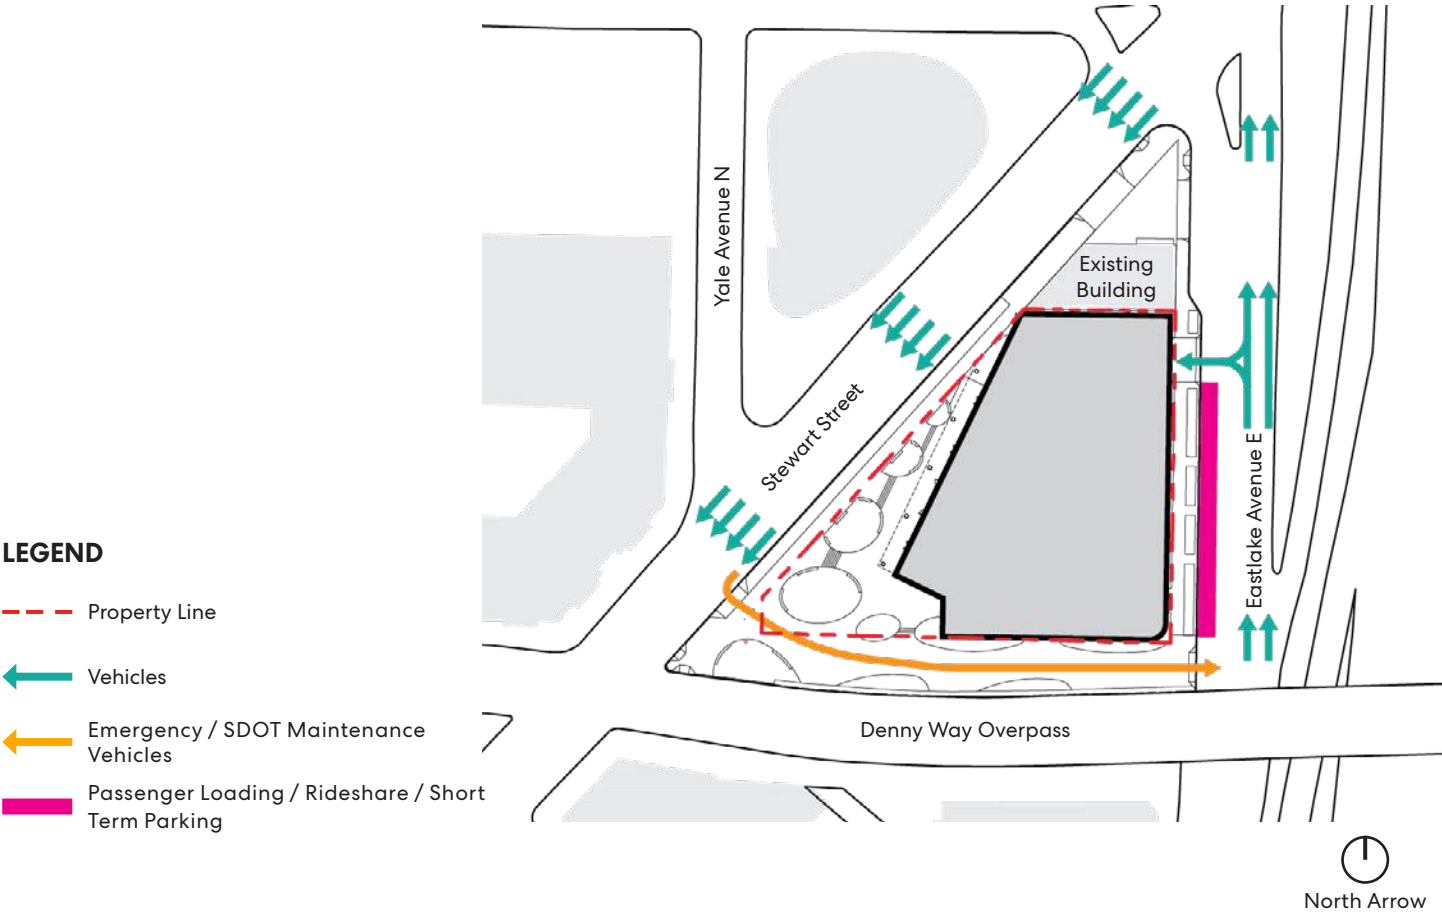 Yale Avenue N
Existing
Building
Stewart Street
Eastlake Avenue E
Denny Way Overpass
LEGEND
Property Line
Vehicles
Emergency / SDOT Maintenance
Vehicles
Passenger Loading / Rideshare / Short
Term Parking
North Arrow